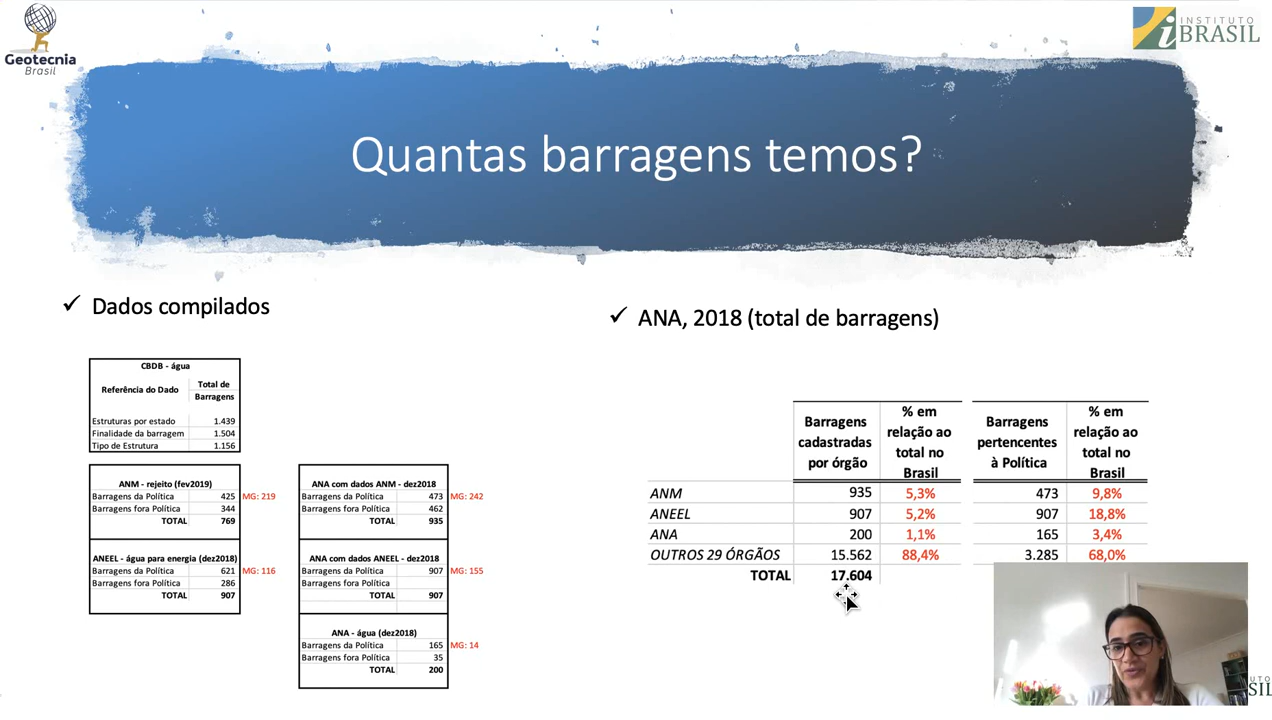 Geotecnia
Brasil
INSTITUTO
iBRASIL
Quantas barragens temos?
✓ Dados compilados
CBDB - água
Referência do Dado
Total de
Barragens
Estruturas por estado 1.439
Finalidade da barragem 1.504
Tipo de Estrutura 1.156
ANM - rejeito (fev2019)
Barragens da Política 425 MG: 219
Barragens fora Política 344
TOTAL 769
ANEEL - água para energia (dez2018)
Barragens da Política 621 MG: 116
Barragens fora Política 286
TOTAL 907
ANA com dados ANM - dez2018
Barragens da Política 473 MG: 242
Barragens fora Política 462
TOTAL 935
ANA com dados ANEEL - dez2018
Barragens da Política 907 MG: 155
Barragens fora Política
TOTAL 907
ANA - água (dez2018)
Barragens da Política 165 MG: 14
Barragens fora Política 35
TOTAL 200
✓ ANA, 2018 (total de barragens)
Barragens
cadastradas
por órgão
% em
relação ao
total no
Brasil
Barragens
pertencentes
à Política
% em
relação ao
total no
Brasil
ANM 935 5,3% 473 9,8%
ANEEL 907 5,2% 907 18,8%
ANA 200 1,1% 165 3,4%
OUTROS 29 ÓRGÃOS 15.562 88,4% 3.285 68,0%
TOTAL 17.604
UTO
SIL